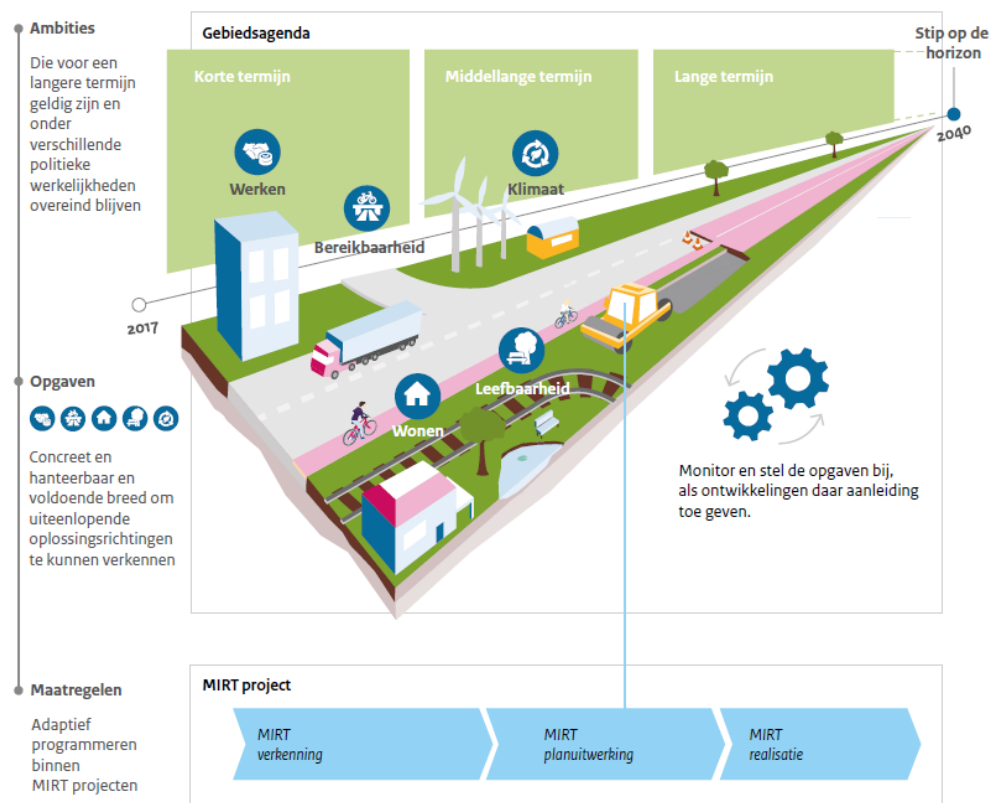 Ambities
Die voor een
langere termijn
geldig zijn en
onder
verschillende
politieke
werkelijkheden
overeind blijven
Gebiedsagenda
Stip op de
horizon
Korte termijn
Middellange termijn
Lange termijn
2040
Werken
Klimaat
Bereikbaarheid
2017
Leefbaarheid
Wonen
Opgaven
Concreet en
hanteerbaar en
voldoende breed om
uiteenlopende
oplossingsrichtingen
te kunnen verkennen
Monitor en stel de opgaven bij,
als ontwikkelingen daar aanleiding
toe geven.
Maatregelen
Adaptief
programmeren
binnen
MIRT projecten
MIRT project
MIRT
verkenning
MIRT
planuitwerking
MIRT
realisatie